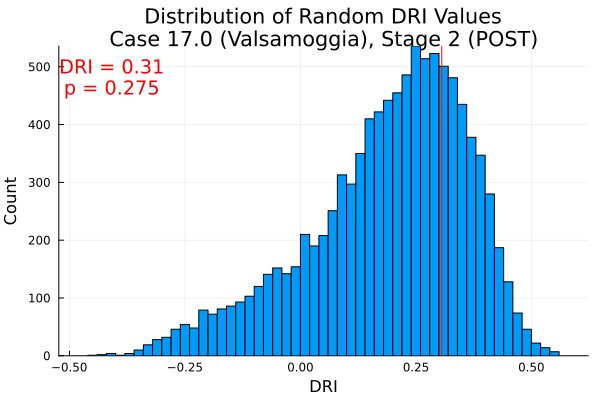 Distribution of Random DRI Values
Case 17.0 (Valsamoggia), Stage 2 (POST)
DRI = 0.31
p = 0.275
500
400
300
200
100
0
Count
−0.50 −0.25 0.00 0.25 0.50
DRI